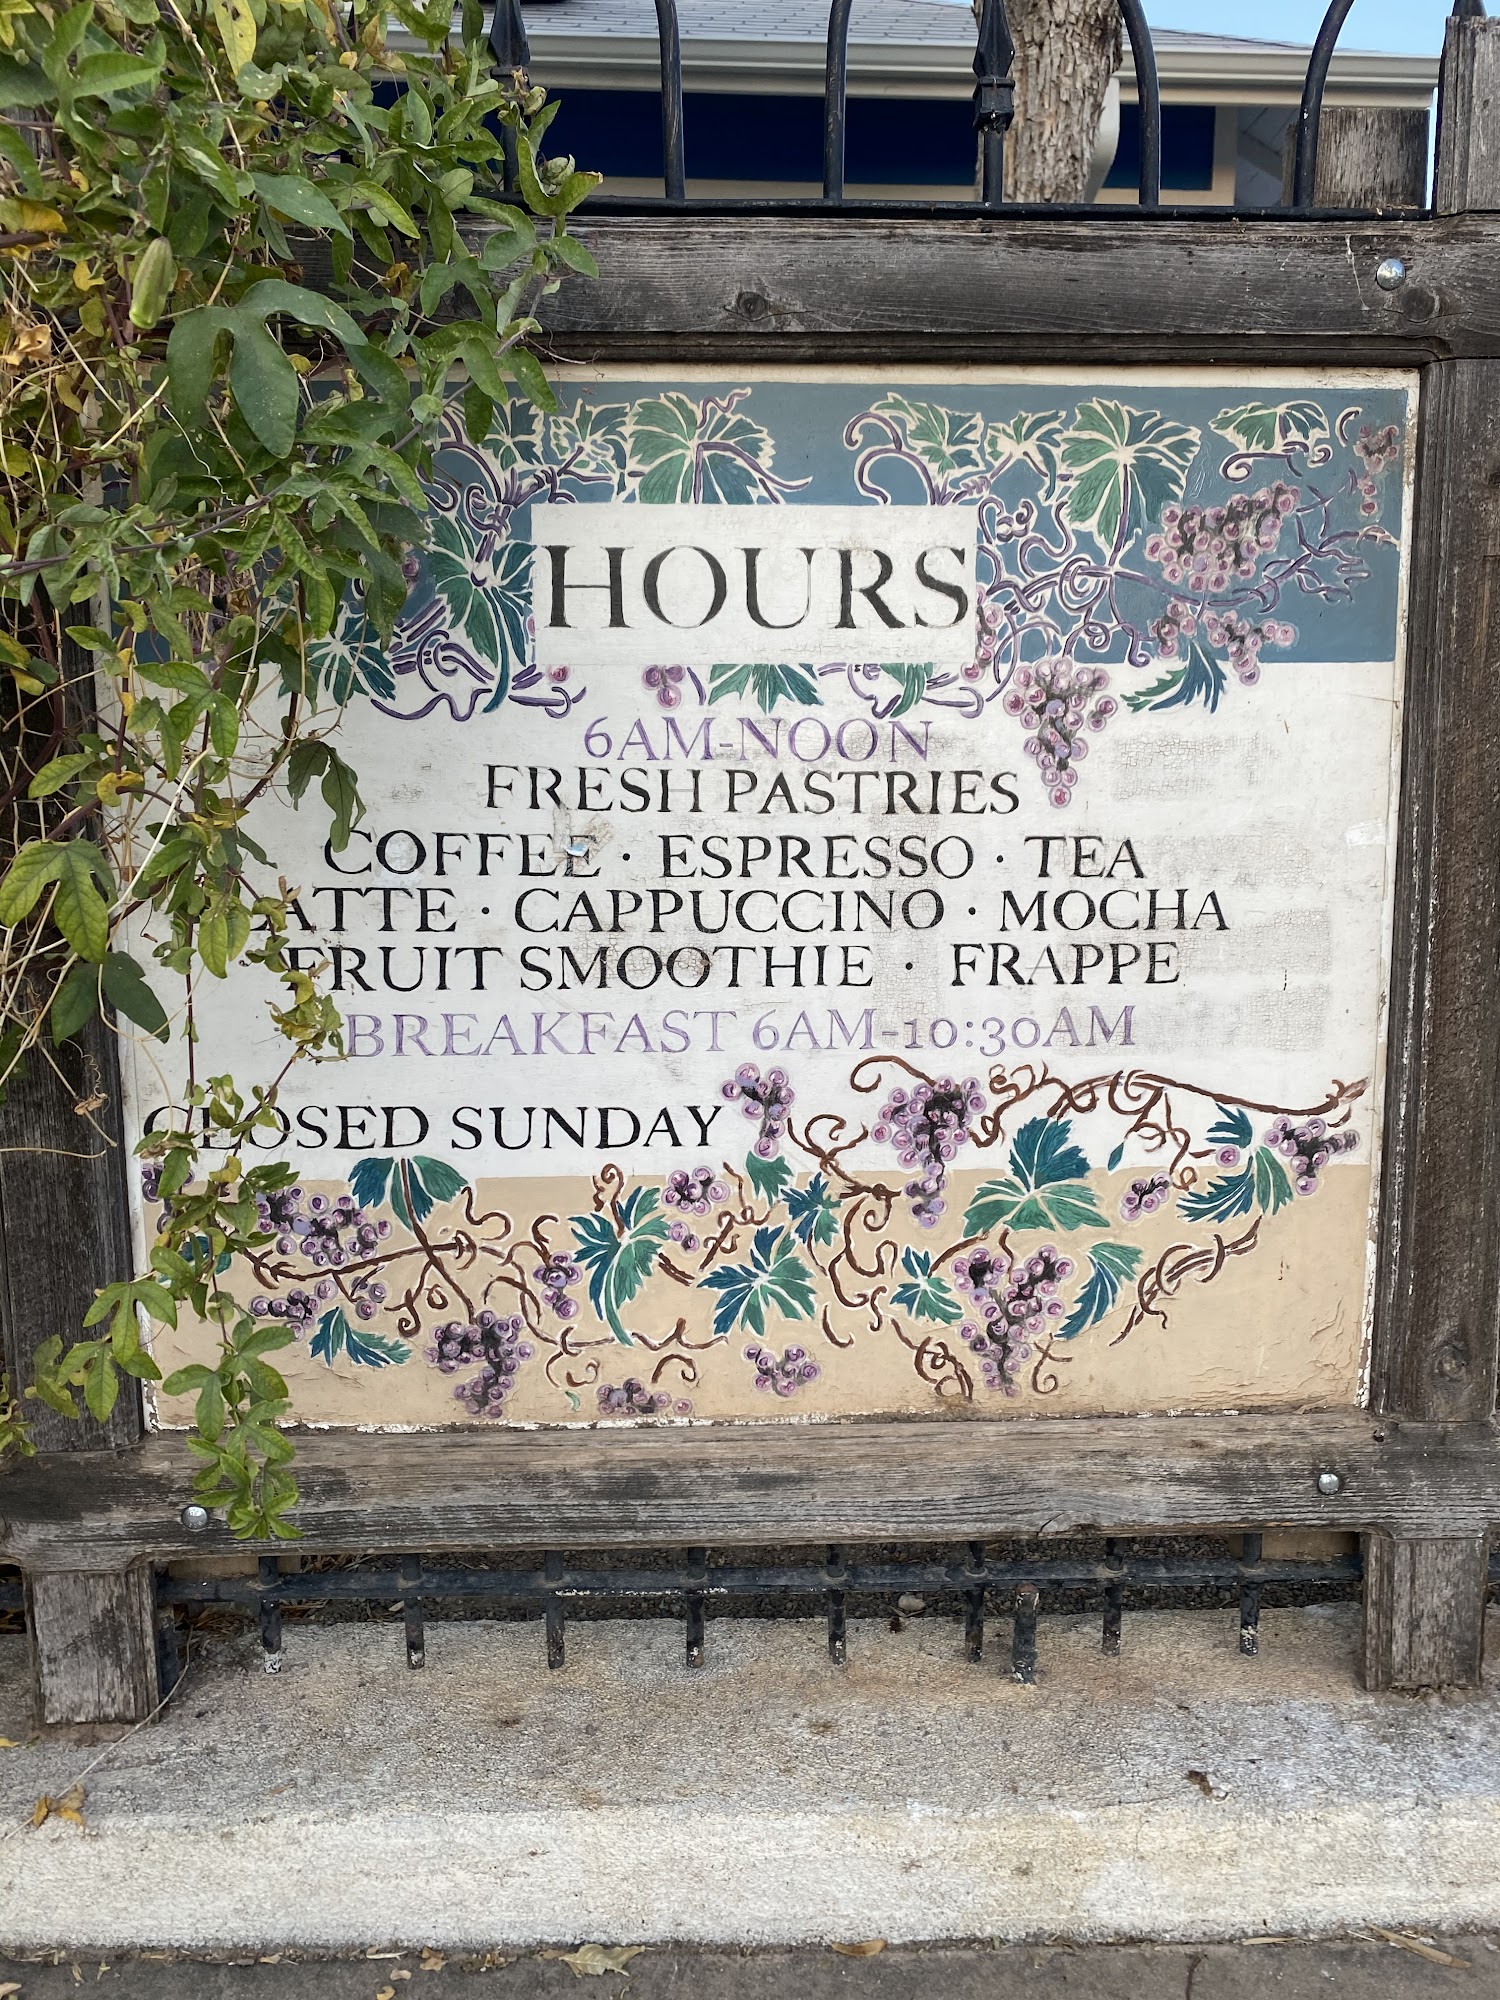 HOURS
6AM-NOON
FRESH PASTRIES
COFFEE · ESPRESSO · TEA
LATTE · CAPPUCCINO · MOCHA
FRUIT SMOOTHIE · FRAPPE
BREAKFAST 6AM-10:30AM
CLOSED SUNDAY